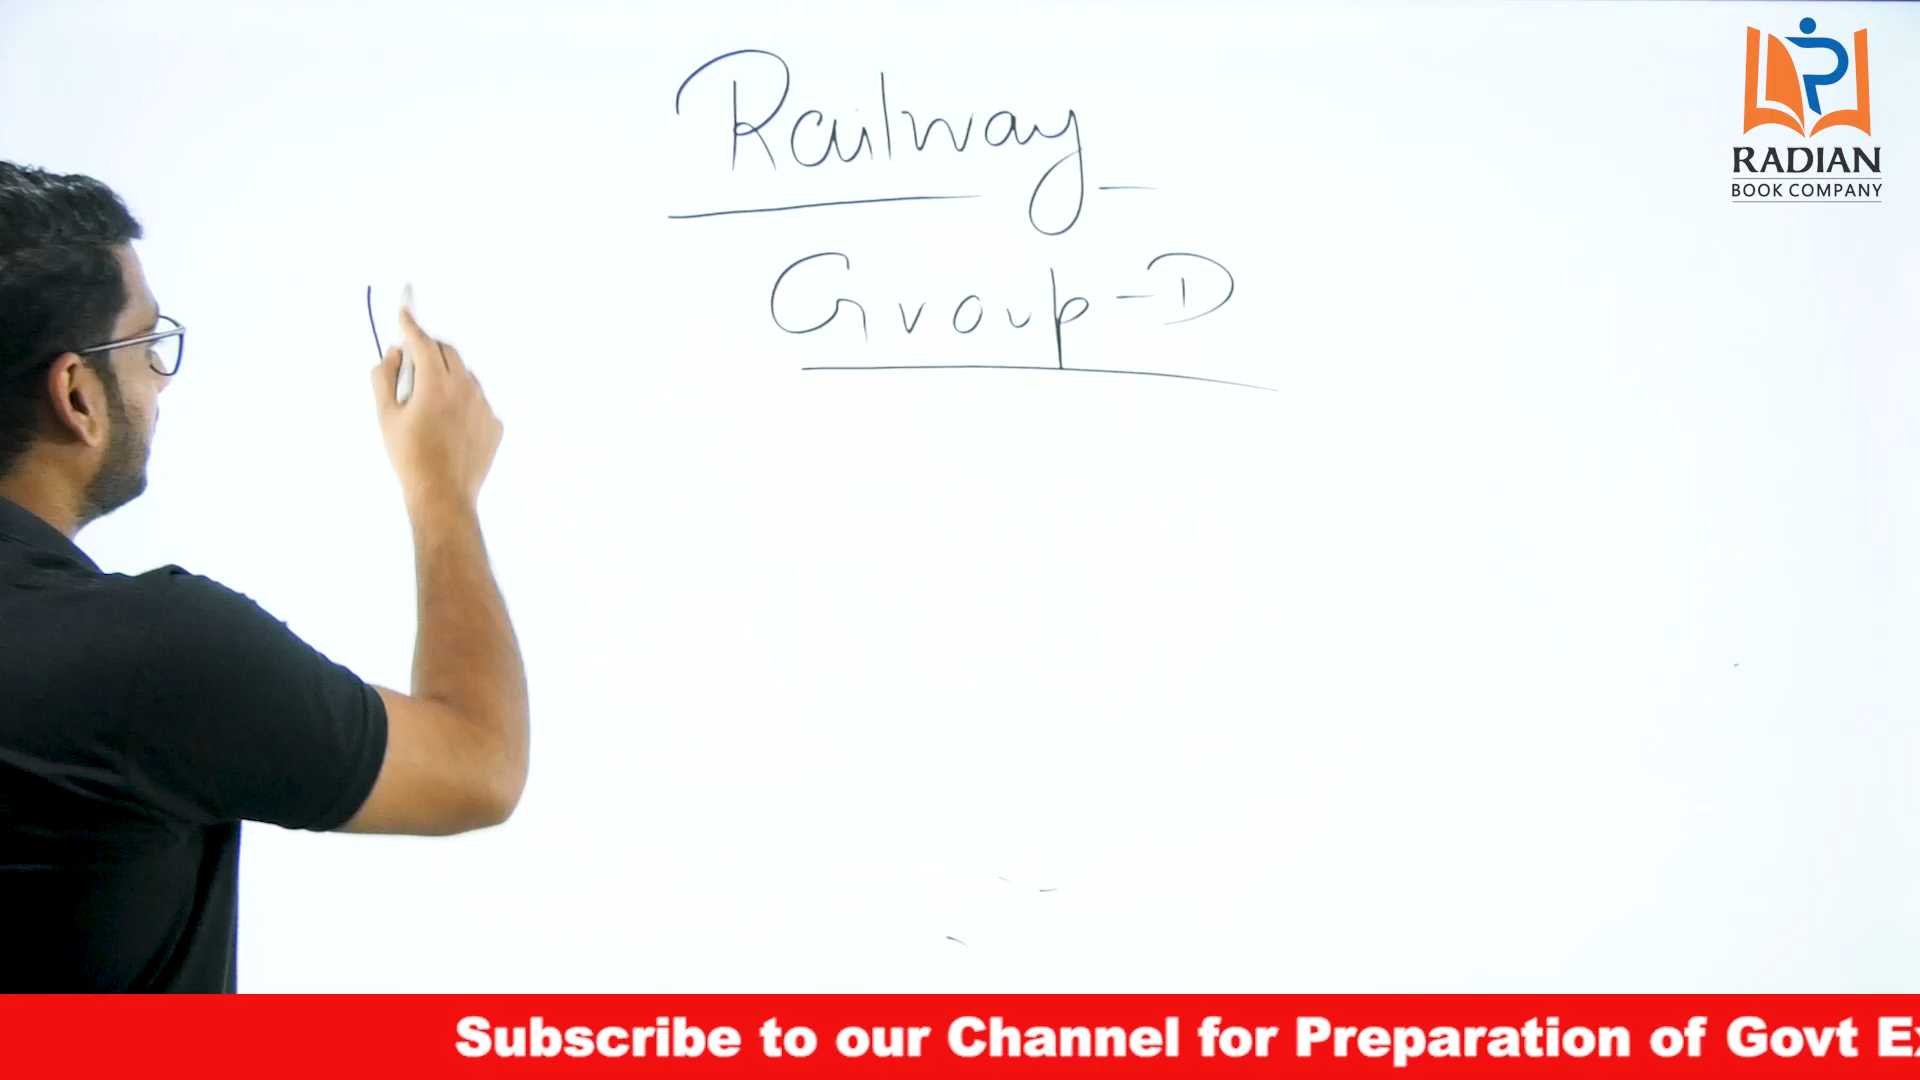 Railway
Group-D
RADIAN
BOOK COMPANY
Subscribe to our Channel for Preparation of Govt Ex